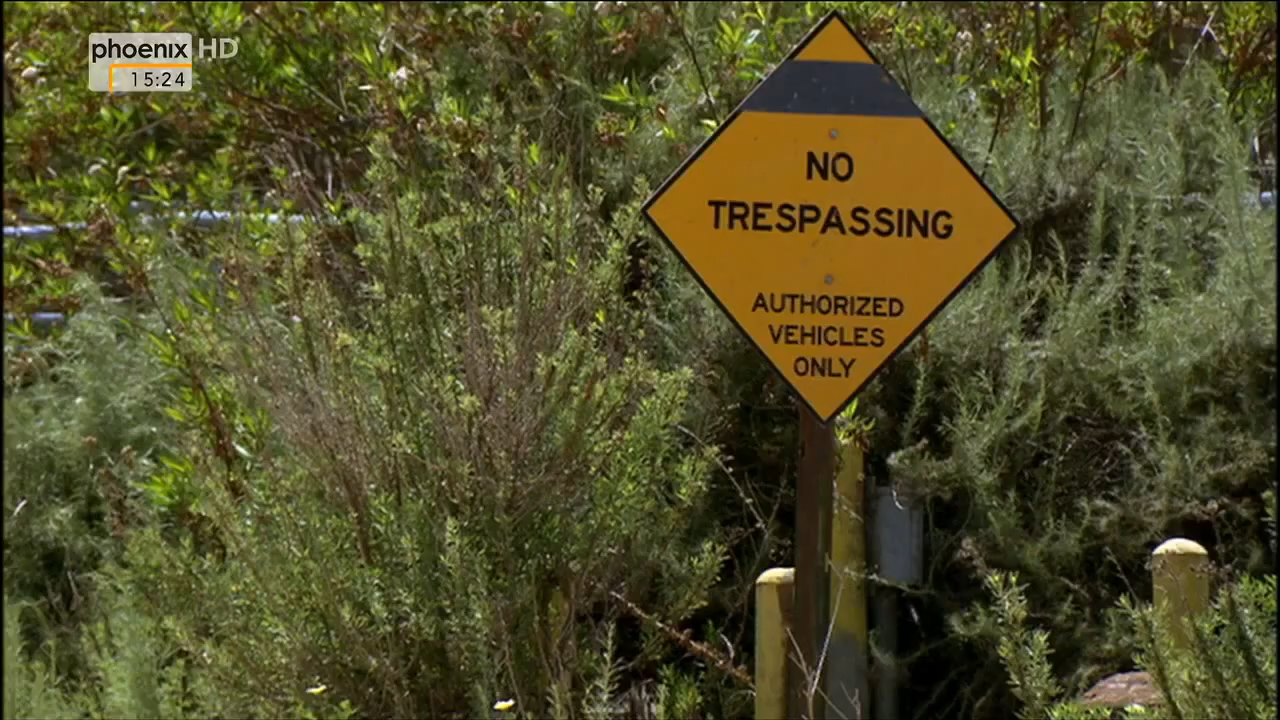 phoenix HD
15:24
NO
TRESPASSING
AUTHORIZED
VEHICLES
ONLY